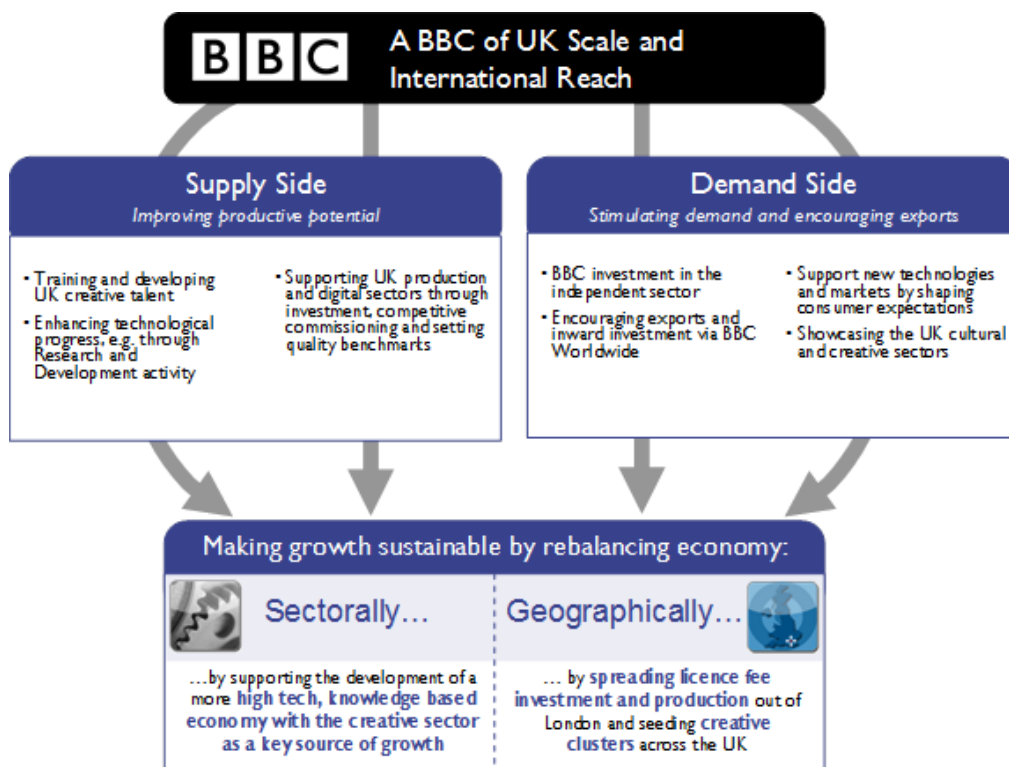 BBC
A BBC of UK Scale and
International Reach
Supply Side
Improving productive potential
• Training and developing
UK creative talent
• Enhancing technological
progress, e.g. through
Research and
Development activity
• Supporting UK production
and digital sectors through
investment, competitive
commissioning and setting
quality benchmarks
Demand Side
Stimulating demand and encouraging exports
• BBC investment in the
independent sector
• Encouraging exports and
inward investment via BBC
Worldwide
• Support new technologies
and markets by shaping
consumer expectations
• Showcasing the UK cultural
and creative sectors
Making growth sustainable by rebalancing economy:
Sectorally…
…by supporting the development of a
more high tech, knowledge based
economy with the creative sector
as a key source of growth
Geographically…
… by spreading licence fee
investment and production out of
London and seeding creative
clusters across the UK